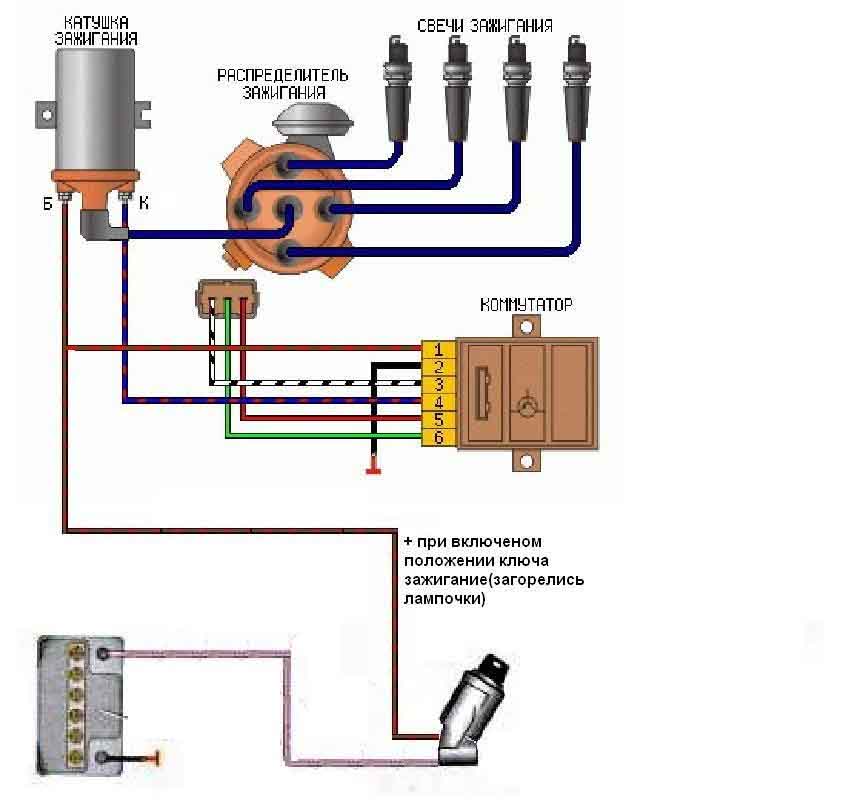 КАТУШКА
ЗАЖИГАНИЯ
РАСПРЕДЕЛИТЕЛЬ
ЗАЖИГАНИЯ
СВЕЧИ ЗАЖИГАНИЯ
Б
К
КОММУТАТОР
1
2
3
4
5
6
+ при включеном
положении ключа
зажигание(загорелись
лампочки)